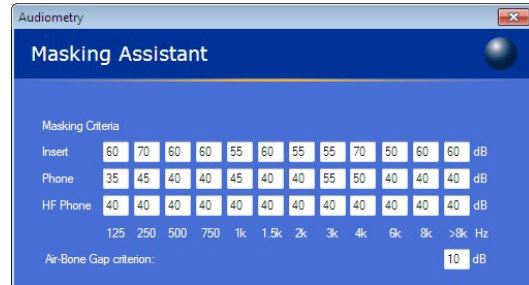 Audiometry
Masking Assistant
Masking Criteria
Insert 60 70 60 60 55 60 55 55 70 50 60 60 dB
Phone 35 45 40 40 45 40 40 55 50 40 40 40 dB
HF Phone 40 40 40 40 40 40 40 40 40 40 40 40 dB
125 250 500 750 1k 1.5k 2k 3k 4k 6k 8k >8k Hz
Air-Bone Gap criterion: 10 dB